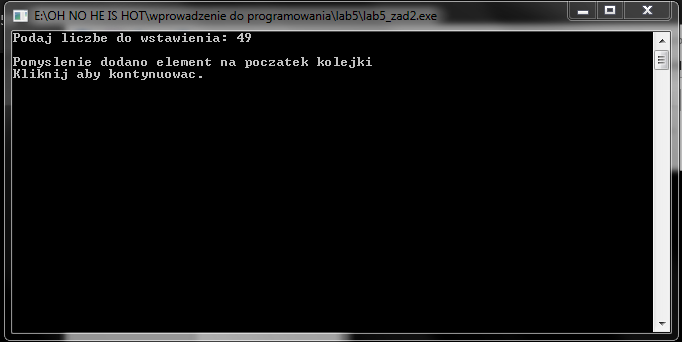 E:\OH NO HE IS HOT\wprowadzenie do programowania\lab5\lab5_zad2.exe
Podaj liczbe do wstawienia: 49
Pomyslenie dodano element na poczatek kolejki
Kliknij aby kontynuowac.